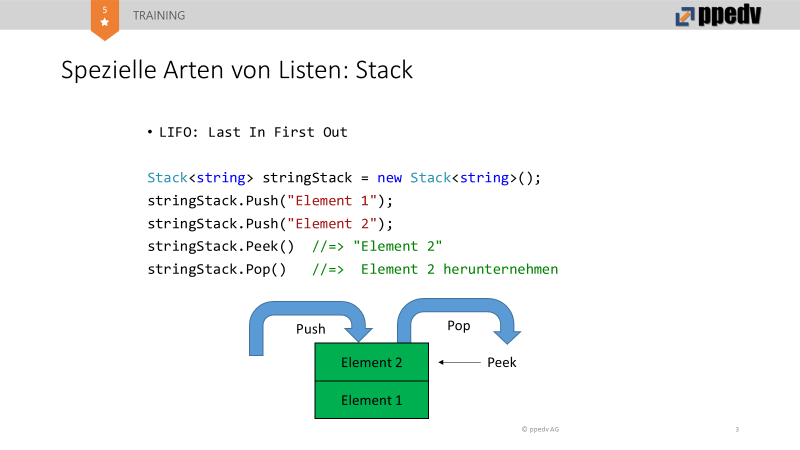 5
TRAINING
ppedv
Spezielle Arten von Listen: Stack
• LIFO: Last In First Out
Stack<string> stringStack = new Stack<string>();
stringStack.Push("Element 1");
stringStack.Push("Element 2");
stringStack.Peek()  //=> "Element 2"
stringStack.Pop()   //=>  Element 2 herunternehmen
Push
Pop
Element 2
Peek
Element 1
© ppedv AG
3